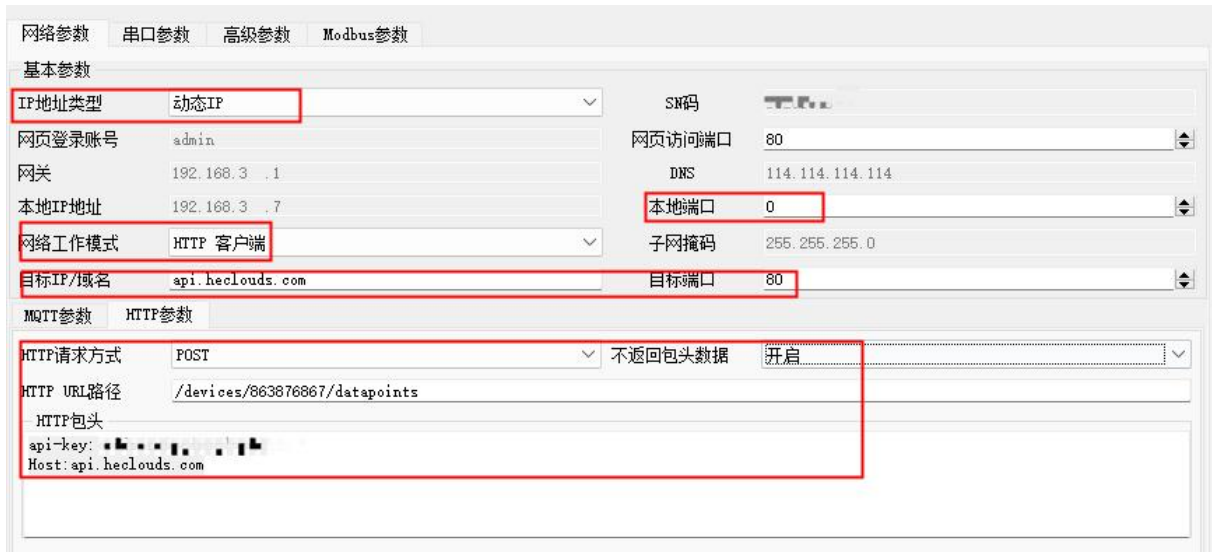 网络参数 串口参数 高级参数 Modbus参数
基本参数
IP地址类型 动态IP SN码
网页登录账号 admin 网页访问端口 80
网关 192.168.3 .1 DNS 114.114.114.114
本地IP地址 192.168.3 .7 本地端口 0
网络工作模式 HTTP 客户端 子网掩码 255.255.255.0
目标IP/域名 api.heclouds.com 目标端口 80
MQTT参数 HTTP参数
HTTP请求方式 POST 不返回包头数据 开启
HTTP URL路径 /devices/863876867/datapoints
HTTP包头
api-key:
Host:api.heclouds.com